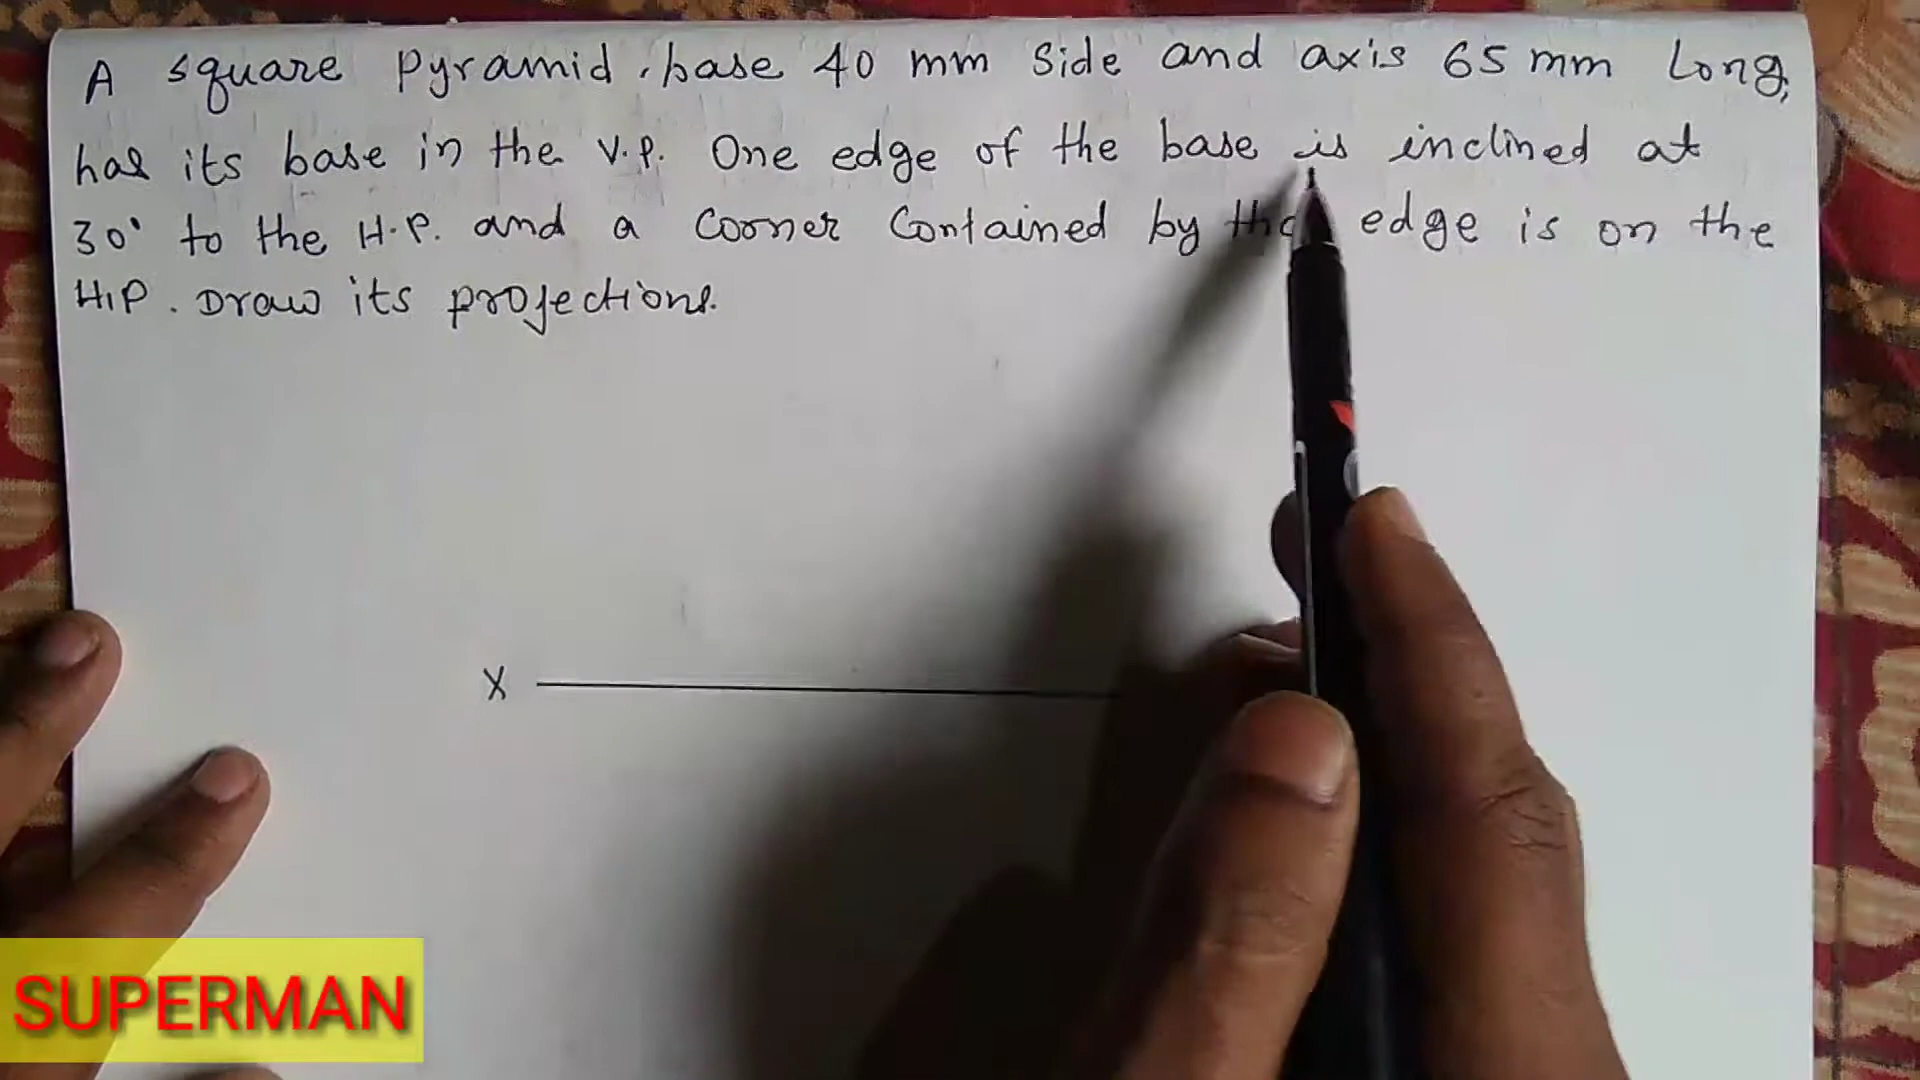 A square pyramid, base 40 mm side and axis 65 mm long,
has its base in the V.P. One edge of the base is inclined at
30° to the H.P. and a corner contained by edge is on the
H.P. Draw its projections.
X
SUPERMAN